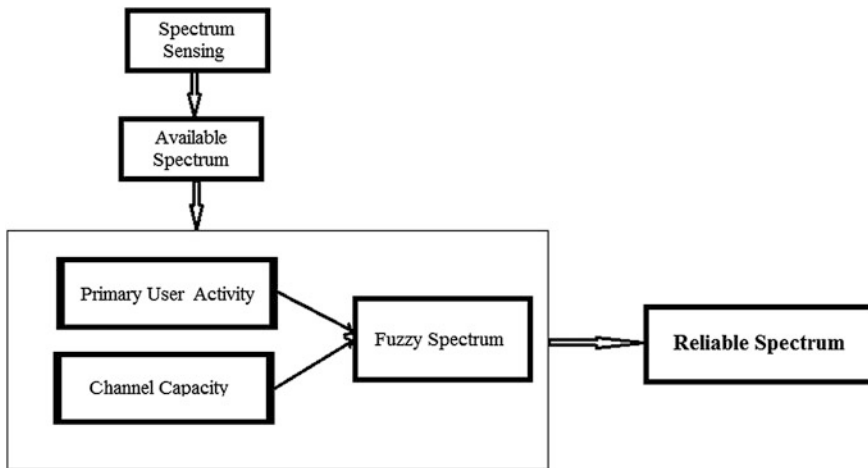 Spectrum
Sensing
Available
Spectrum
Primary User Activity
Fuzzy Spectrum
Reliable Spectrum
Channel Capacity